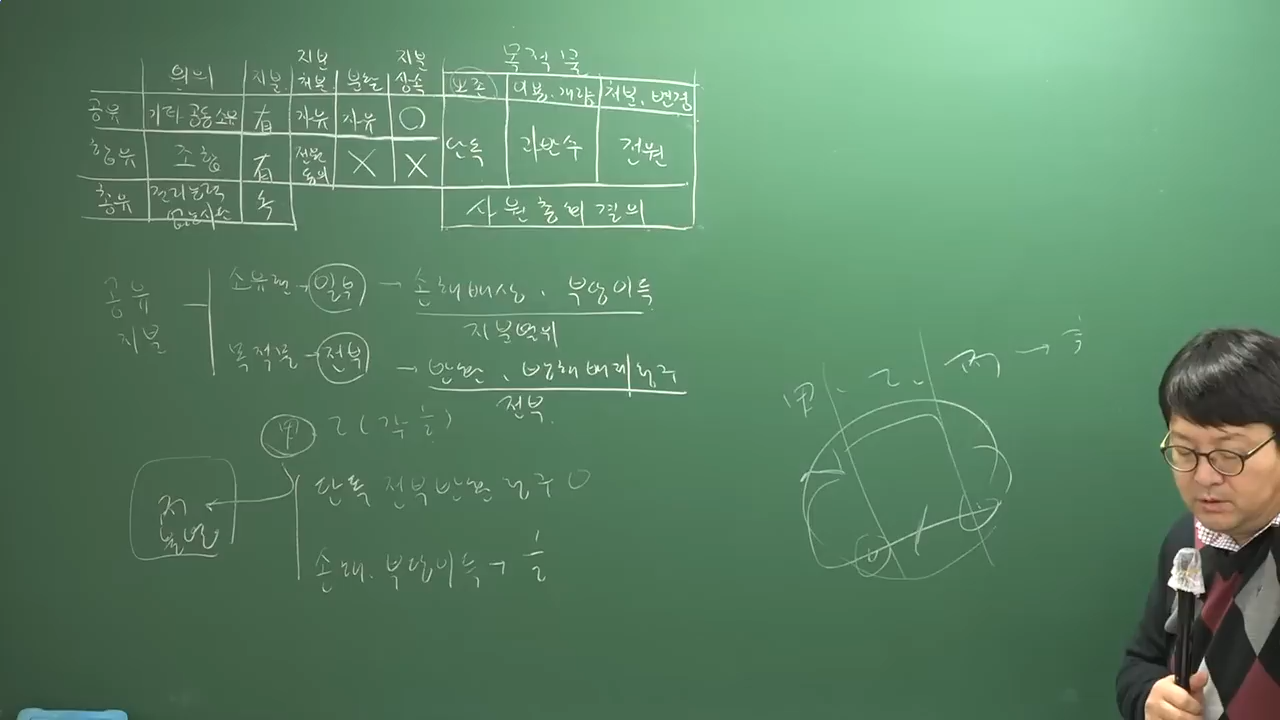 목적물
의의 지분 지분처분 분할 지분상속 보존 이용·개량 처분, 변경
공유 기타 공동소유 有 자유 자유 ○ 단독 과반수 전원
합유 조합 有 전원동의 X X
총유 권리능력없는사단 X 사원총회결의
공유지분
소유권→일부 → 손해배상, 부당이득
지분범위
목적물→전부 → 반환, 방해배제청구
전부
甲 乙(각 1/2)
단독 전부반환청구 ○
丙 불법
손해, 부당이득 → 1/2
甲. 乙. 丙 → 1/3